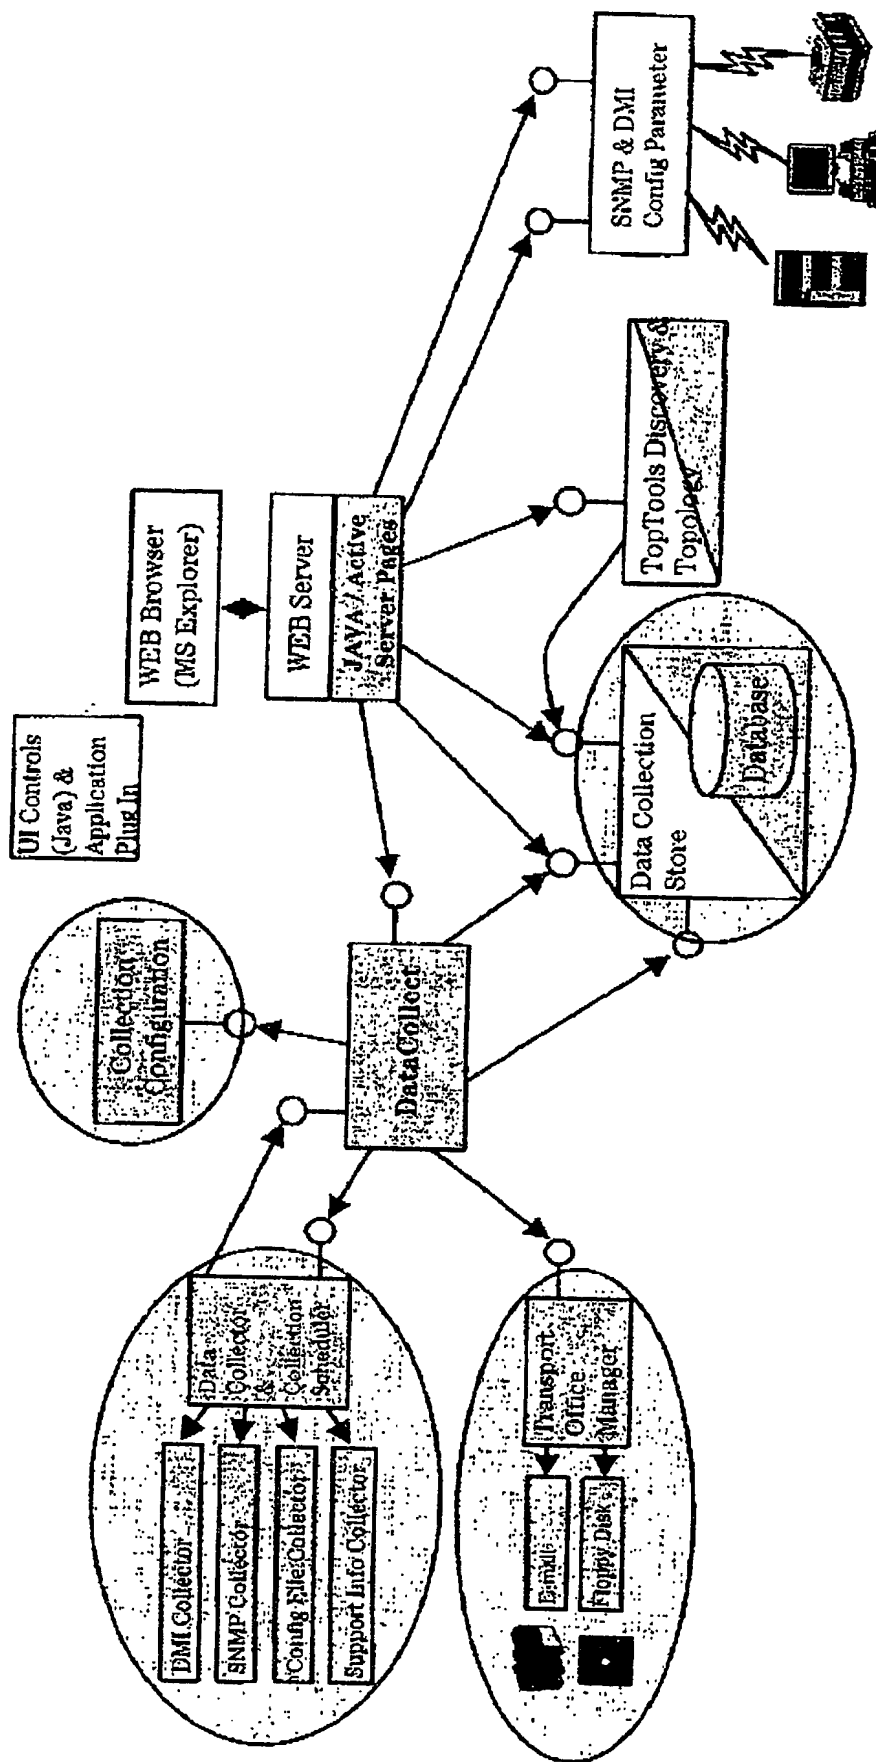 UI Controls
(Java) &
Application
Plug In
WEB Browser
(MS Explorer)
WEB Server
JAVA / Active
Server Pages
Collection
Configuration
DataCollect
Data
Collector
&
Collection
Scheduler
DMI Collector
SNMP Collector
Config File Collector
Support Info Collector
Transport
Office
Manager
E-mail
Floppy Disk
Data Collection
Store
Database
TopTools Discovery &
Topology
SNMP & DMI
Config Parameter